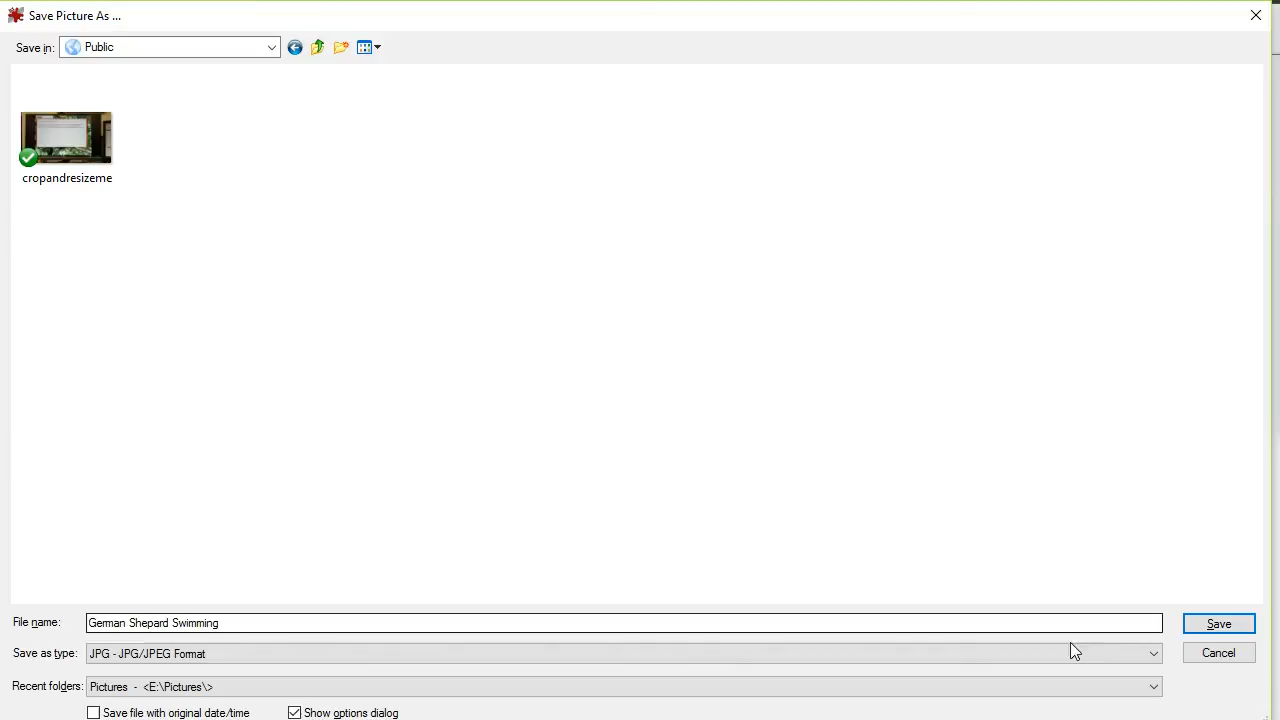 Save Picture As ...
Save in: Public
cropandresizeme
File name: German Shepard Swimming Save
Save as type: JPG - JPG/JPEG Format Cancel
Recent folders: Pictures - <E:\Pictures\>
Save file with original date/time Show options dialog